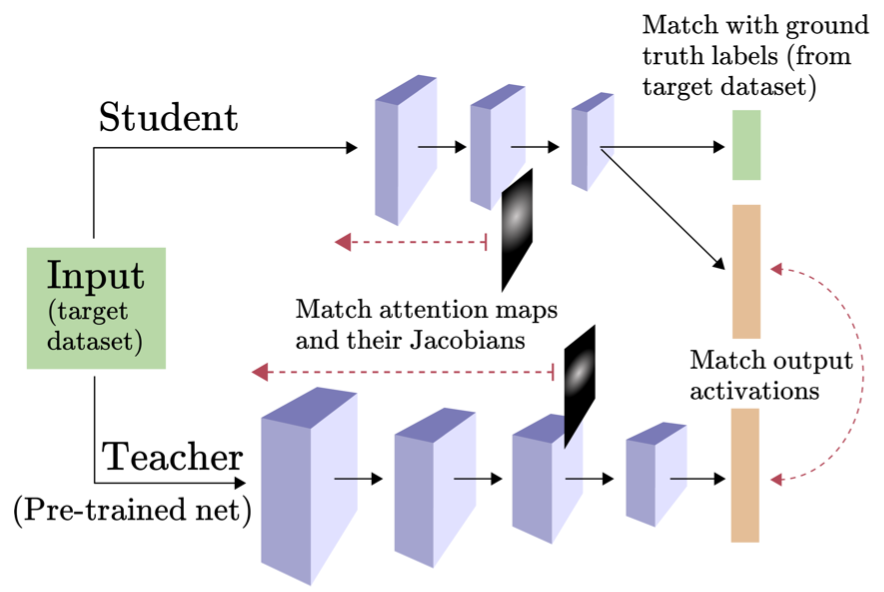 Match with ground
truth labels (from
target dataset)
Student
Input
(target
dataset)
Match attention maps
and their Jacobians
Match output
activations
Teacher
(Pre-trained net)